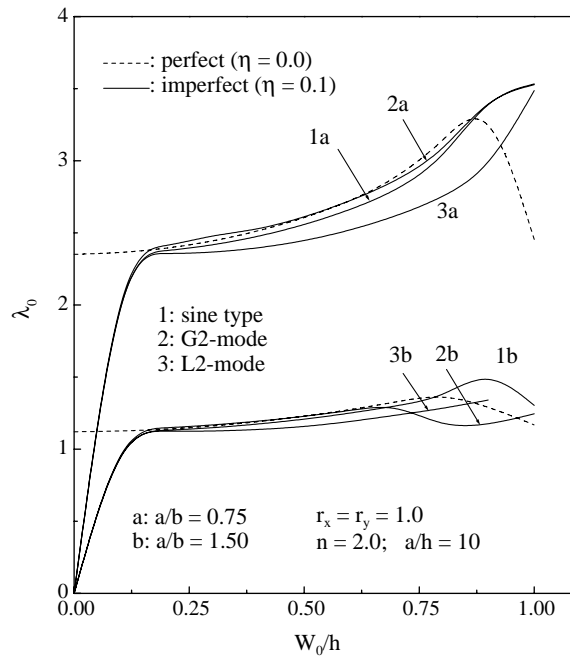 4
- - - - -: perfect (η = 0.0)
———: imperfect (η = 0.1)
2a
1a
3
3a
λ₀
2
1: sine type
2: G2-mode
3: L2-mode
3b 2b 1b
1
a: a/b = 0.75 rₓ = r_y = 1.0
b: a/b = 1.50 n = 2.0; a/h = 10
0
0.00 0.25 0.50 0.75 1.00
W₀/h